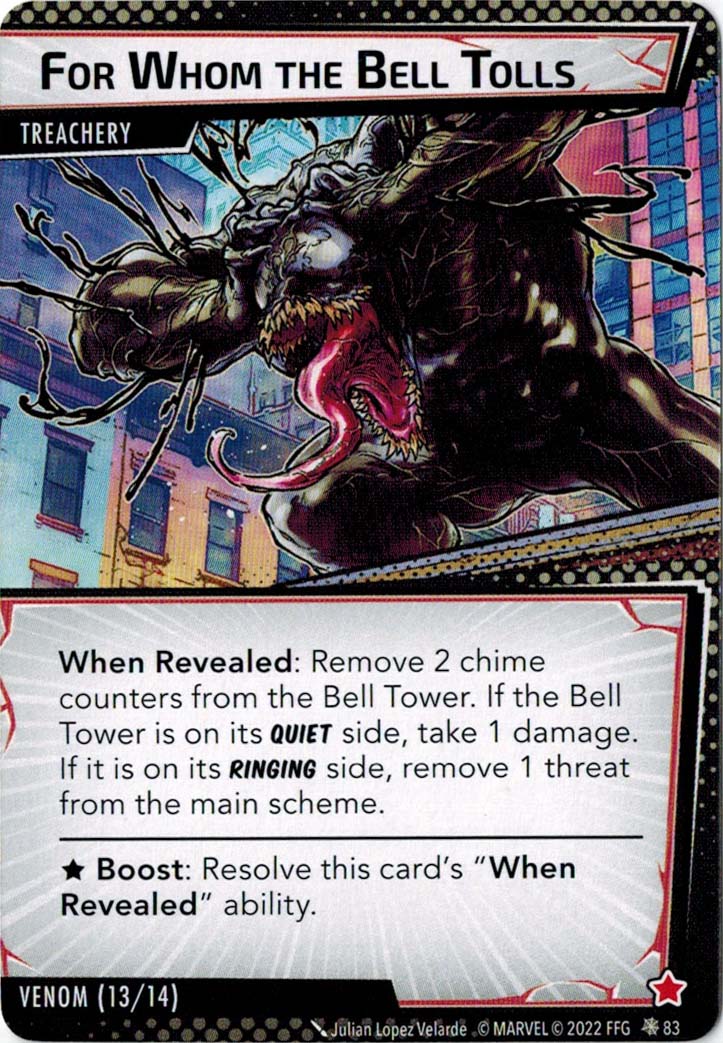 FOR WHOM THE BELL TOLLS
TREACHERY
When Revealed: Remove 2 chime
counters from the Bell Tower. If the Bell
Tower is on its QUIET side, take 1 damage.
If it is on its RINGING side, remove 1 threat
from the main scheme.
★ Boost: Resolve this card's "When
Revealed" ability.
VENOM (13/14)
Julian Lopez Velarde © MARVEL © 2022 FFG 83